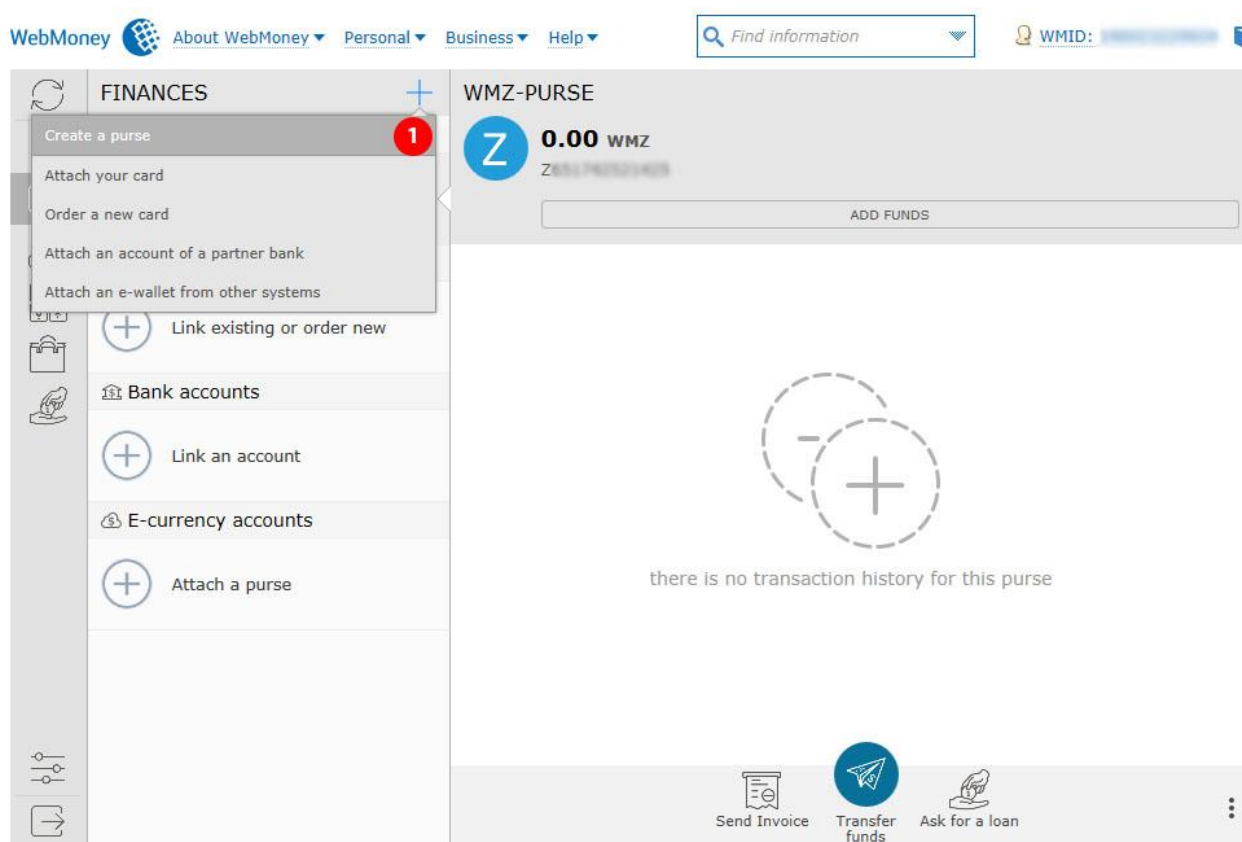 WebMoney About WebMoney Personal Business Help Find information WMID:
FINANCES
Create a purse 1
Attach your card
Order a new card
Attach an account of a partner bank
Attach an e-wallet from other systems
Link existing or order new
Bank accounts
Link an account
E-currency accounts
Attach a purse
WMZ-PURSE
Z 0.00 WMZ
Z
ADD FUNDS
there is no transaction history for this purse
Send Invoice
Transfer
funds
Ask for a loan